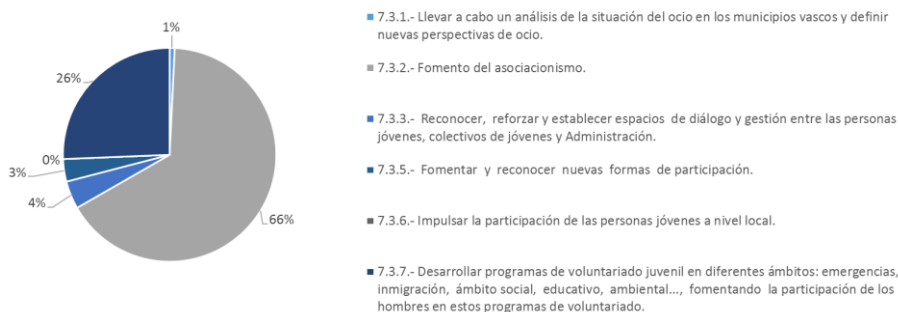 1%
26%
0%
3%
4%
66%
7.3.1.- Llevar a cabo un análisis de la situación del ocio en los municipios vascos y definir
nuevas perspectivas de ocio.
7.3.2.- Fomento del asociacionismo.
7.3.3.- Reconocer, reforzar y establecer espacios de diálogo y gestión entre las personas
jóvenes, colectivos de jóvenes y Administración.
7.3.5.- Fomentar y reconocer nuevas formas de participación.
7.3.6.- Impulsar la participación de las personas jóvenes a nivel local.
7.3.7.- Desarrollar programas de voluntariado juvenil en diferentes ámbitos: emergencias,
inmigración, ámbito social, educativo, ambiental..., fomentando la participación de los
hombres en estos programas de voluntariado.